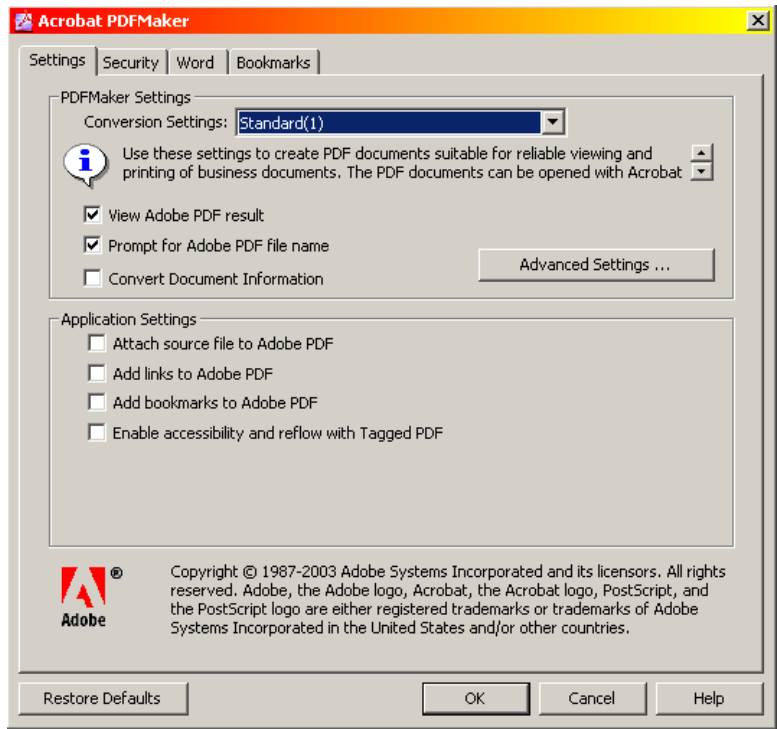 Acrobat PDFMaker
Settings Security Word Bookmarks
PDFMaker Settings
Conversion Settings: Standard(1)
Use these settings to create PDF documents suitable for reliable viewing and
printing of business documents. The PDF documents can be opened with Acrobat
View Adobe PDF result
Prompt for Adobe PDF file name
Convert Document Information
Advanced Settings ...
Application Settings
Attach source file to Adobe PDF
Add links to Adobe PDF
Add bookmarks to Adobe PDF
Enable accessibility and reflow with Tagged PDF
Adobe ®
Copyright © 1987-2003 Adobe Systems Incorporated and its licensors. All rights
reserved. Adobe, the Adobe logo, Acrobat, the Acrobat logo, PostScript, and
the PostScript logo are either registered trademarks or trademarks of Adobe
Systems Incorporated in the United States and/or other countries.
Restore Defaults OK Cancel Help